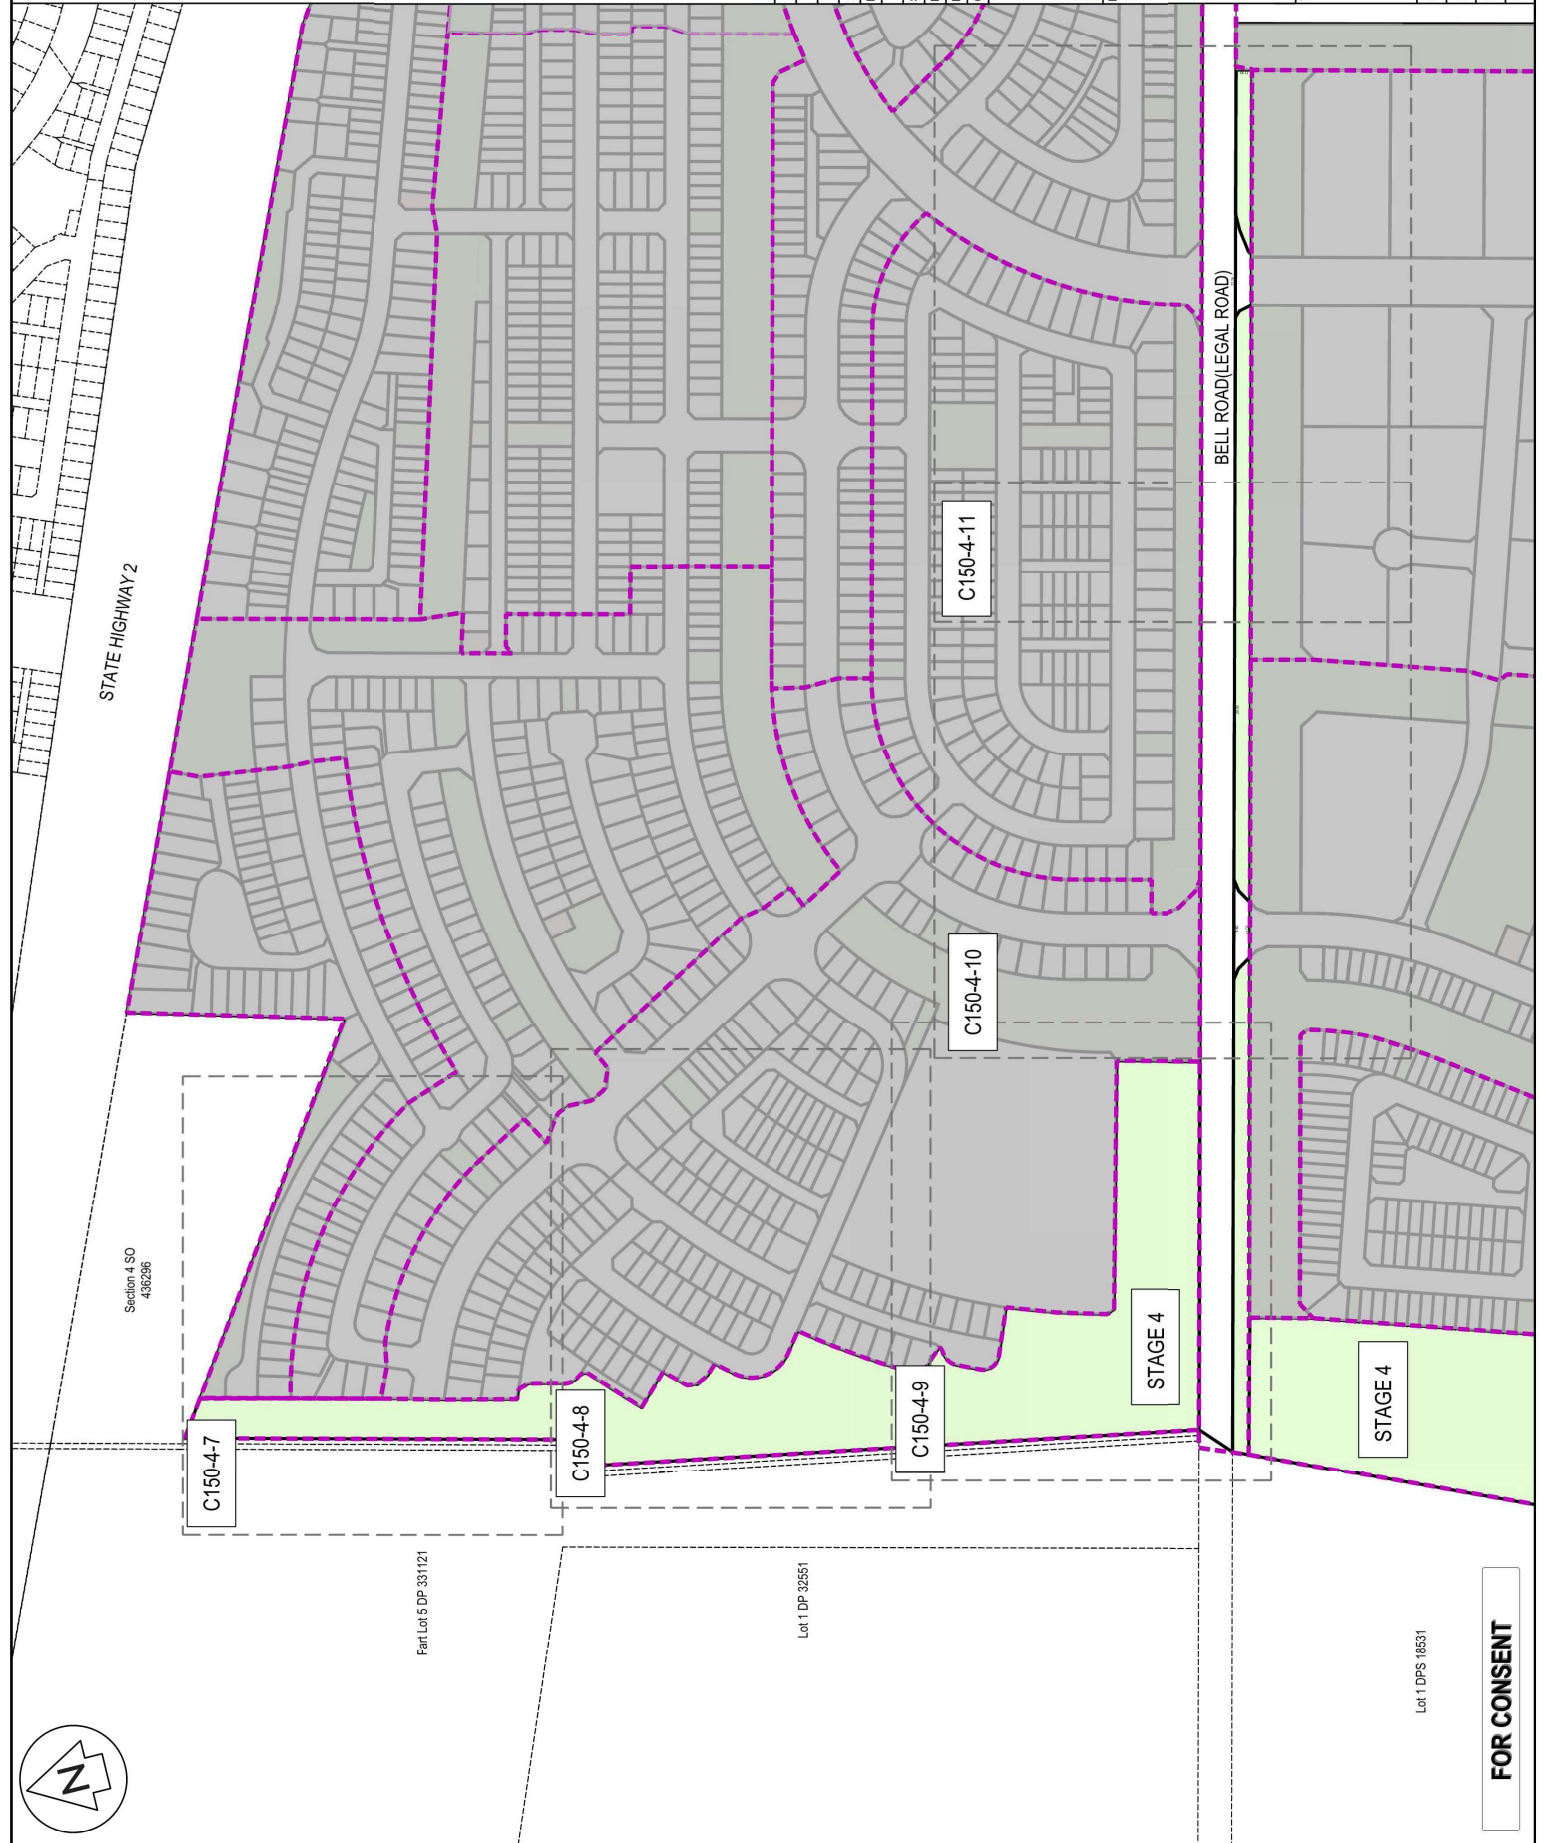 STATE HIGHWAY 2
Section 4 SO
436296
C150-4-7
C150-4-8
C150-4-9
C150-4-10
C150-4-11
BELL ROAD(LEGAL ROAD)
STAGE 4
STAGE 4
Part Lot 5 DP 331121
Lot 1 DP 32551
Lot 1 DPS 18531
N
FOR CONSENT